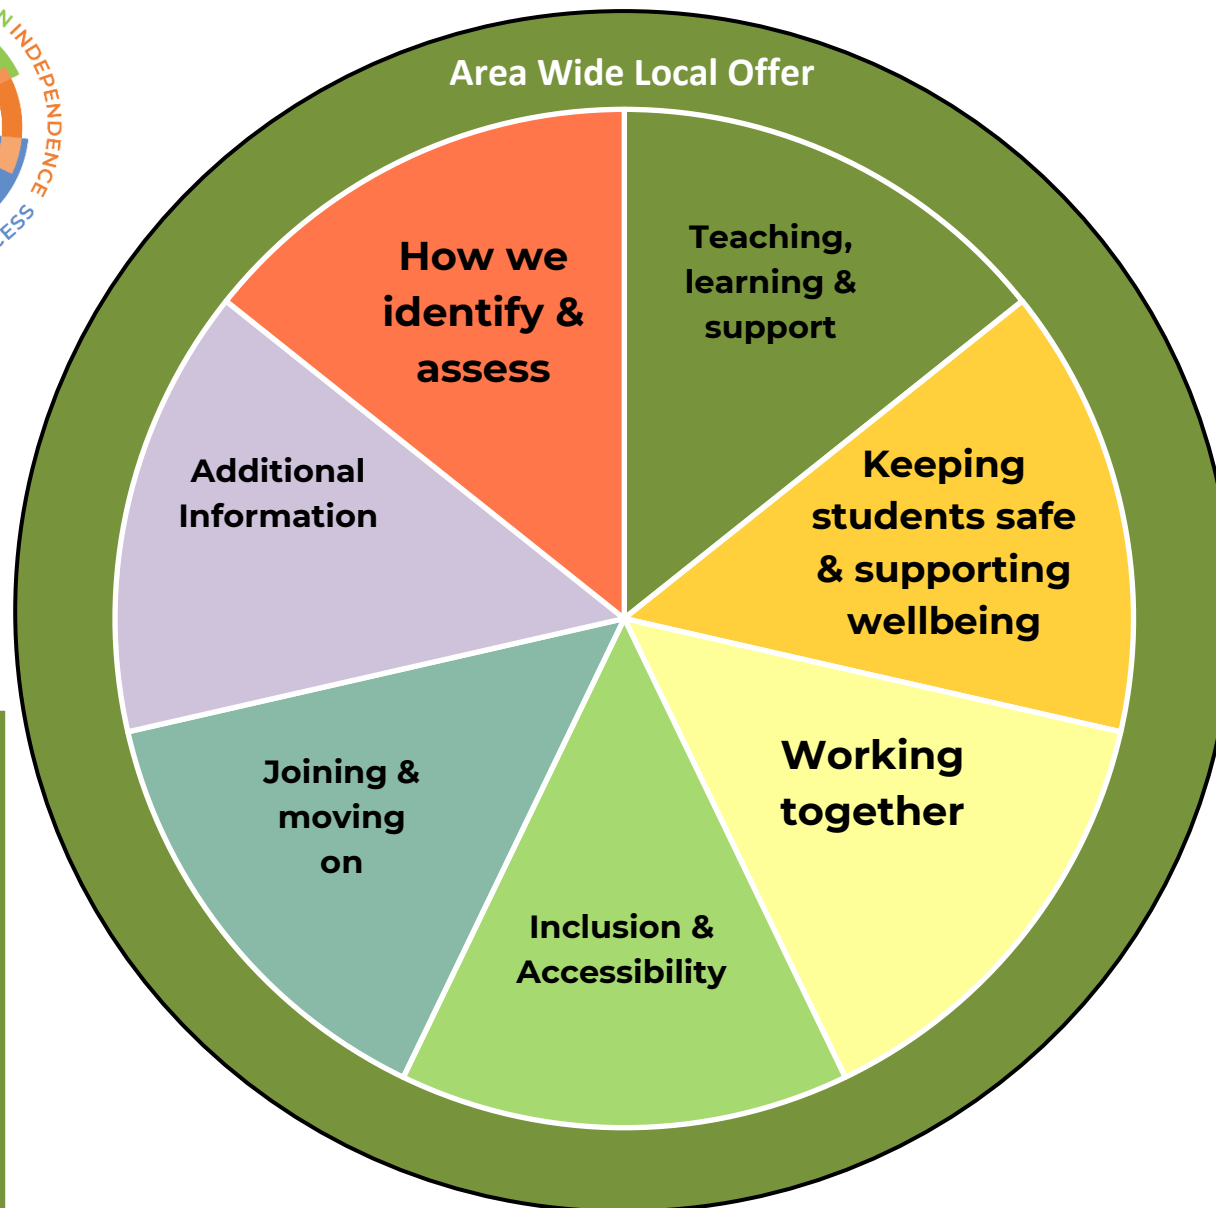 INDEPENDENCE
Area Wide Local Offer
How we
identify &
assess
Teaching,
learning &
support
Keeping
students safe
& supporting
wellbeing
Working
together
Inclusion &
Accessibility
Joining &
moving
on
Additional
Information